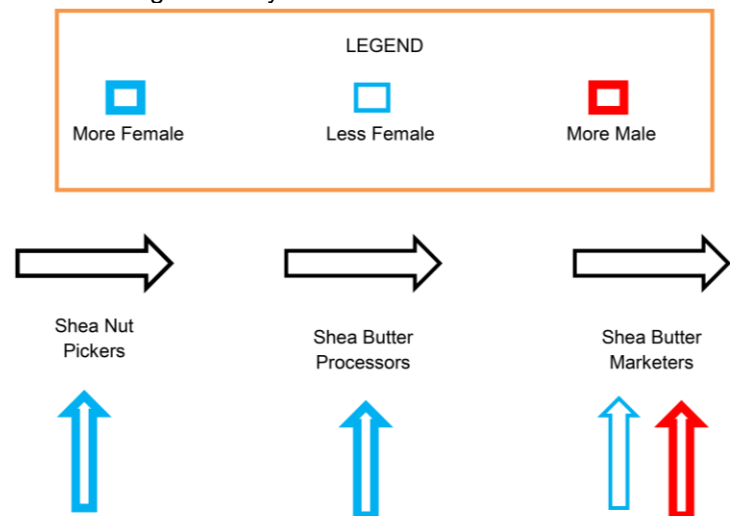 LEGEND
More Female
Less Female
More Male
Shea Nut
Pickers
Shea Butter
Processors
Shea Butter
Marketers